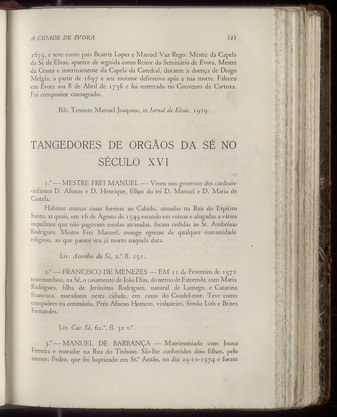 A CIDADE DE ÉVORA
145
1673, e teve como pais Beatriz Lopes e Manuel Vaz Rego. Mestre da Capela
da Sé de Elvas, aparece de seguida como Reitor do Seminário de Évora, Mestre
da Crasta e interinamente da Capela da Catedral, durante a doença de Diogo
Melgás, a partir de 1697 e seu sucessor definitivo após a sua morte. Faleceu
em Évora aos 8 de Abril de 1736 e foi enterrado no Convento da Cartuxa.
Foi compositor consagrado.
Bib. Tenente Manuel Joaquim, in Jornal de Elvas, 1929.
TANGEDORES DE ORGÃOS DA SÉ NO
SÉCULO XVI
1.º — MESTRE FREI MANUEL — Viveu nos governos dos cardeais-
-infantes D. Afonso e D. Henrique, filhos do rei D. Manuel e D. Maria de
Castela.
Habitou numas casas foreiras ao Cabido, situadas na Rua do Espírito
Santo, as quais, em 16 de Agosto de 1549 estando em ruínas e alugadas a vários
inquilinos que não pagavam rendas atrasadas, foram cedidas ao Sr. Ambrósio
Rodrigues. Mestre Frei Manuel, monge egresso de qualquer comunidade
religiosa, ao que parece era já morto naquela data.
Liv. Acordos da Sé, 2.º fl. 151.
2.º — FRANCISCO DE MENEZES — EM 11 de Fevereiro de 1572
testemunhou, na Sé, o casamento de João Dias, do termo de Estremôs, com Maria
Rodrigues, filha de Jerónimo Rodrigues, natural de Lamego, e Catarina
Francisca, moradores nesta cidade, em casas do Coudel-mor. Teve como
compadres na cerimónia, Pero Afonso Homem, vinhateiro, Simôa Luís e Brites
Fernandes.
Liv. Cas. Sé, 62.º, fl. 32 v.º.
3.º — MANUEL DE BARBANÇA — Matrimoniado com Joana
Ferreira e morador na Rua do Tinhoso. São-lhe conhecidos dois filhos, pelo
menos; Pedro, que foi baptizado em St.º Antão, no dia 25-12-1574 e foram